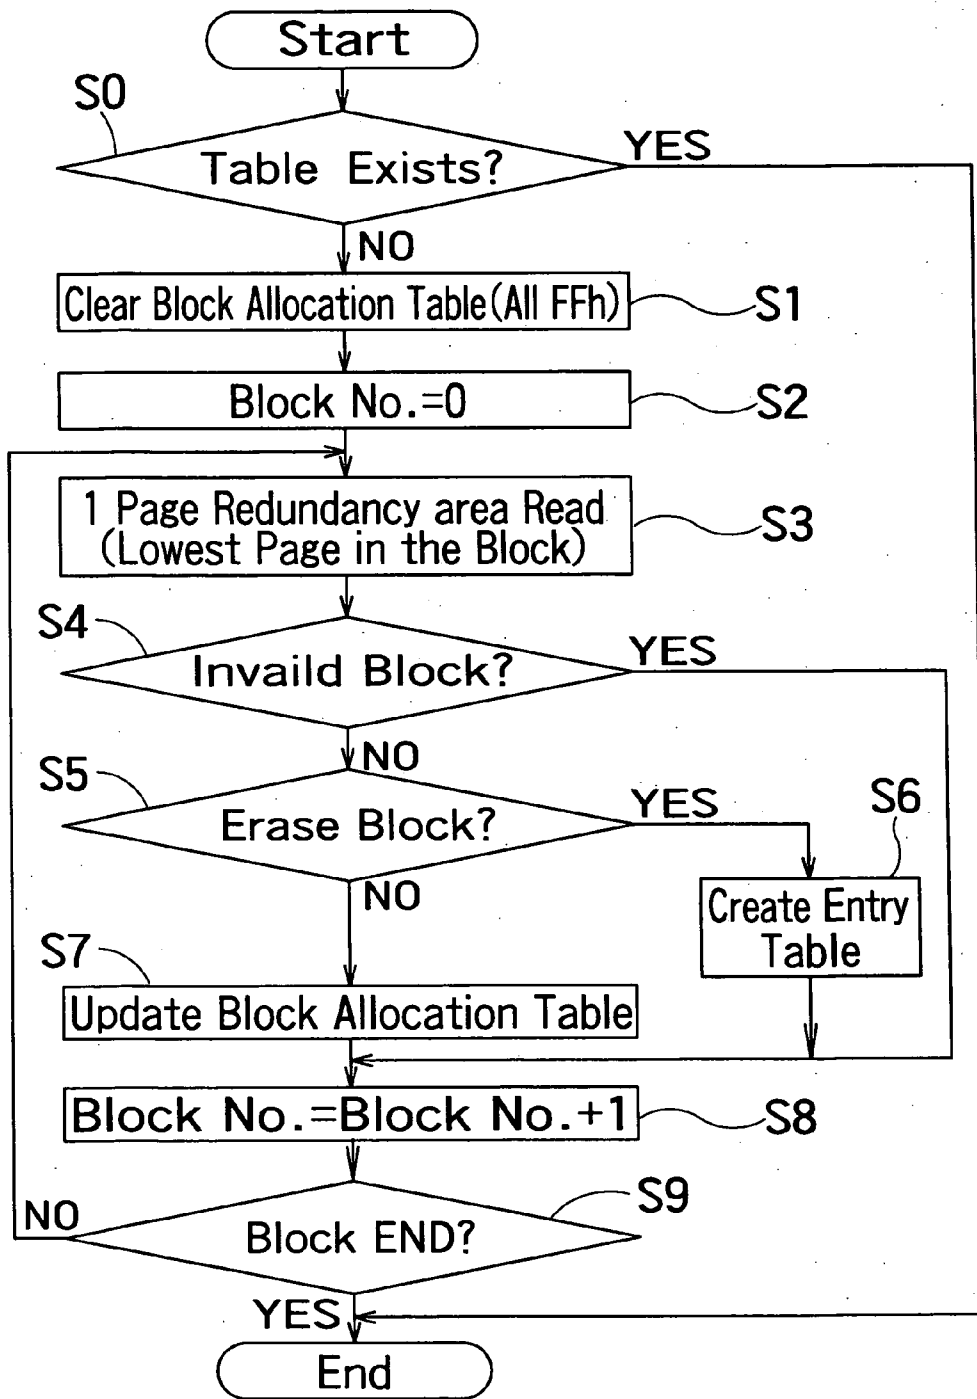 Start
S0
Table Exists?
YES
NO
Clear Block Allocation Table(All FFh)
S1
Block No.=0
S2
1 Page Redundancy area Read
(Lowest Page in the Block)
S3
S4
Invaild Block?
YES
NO
S5
Erase Block?
YES
S6
NO
Create Entry
Table
S7
Update Block Allocation Table
Block No.=Block No.+1
S8
S9
NO
Block END?
YES
End